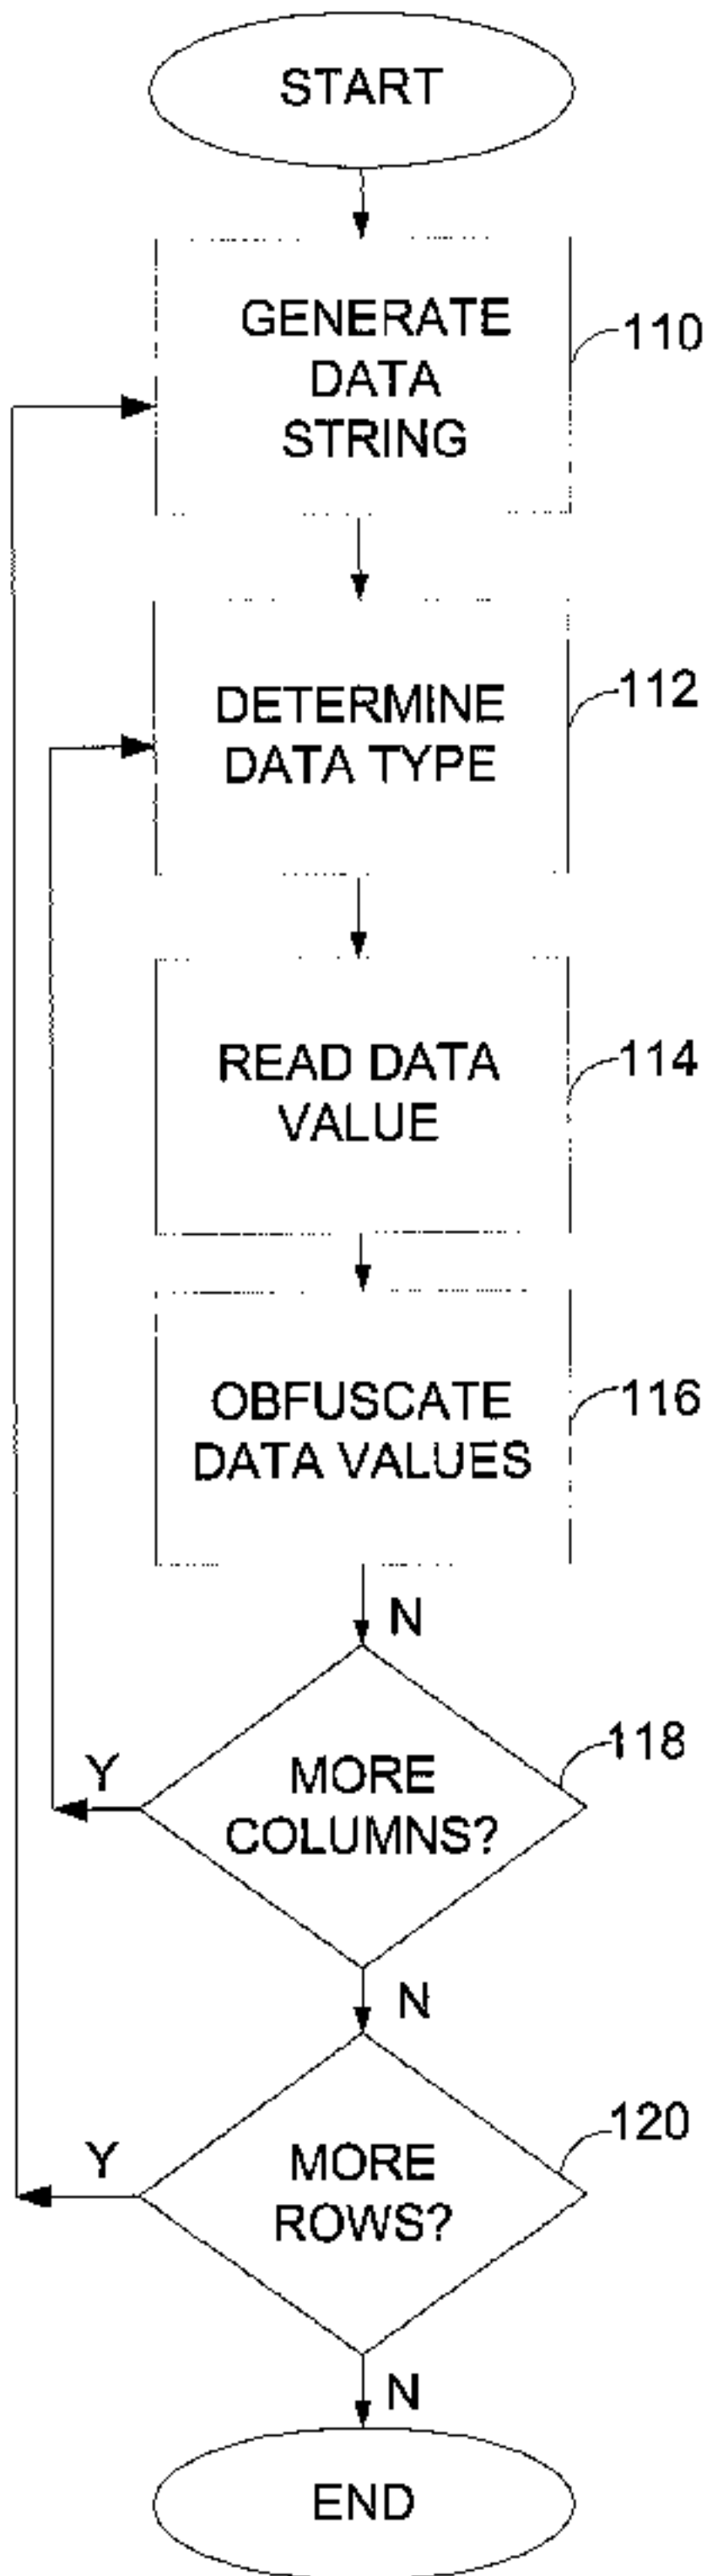 START
GENERATE
DATA
STRING
110
DETERMINE
DATA TYPE
112
READ DATA
VALUE
114
OBFUSCATE
DATA VALUES
116
N
MORE
COLUMNS?
118
Y
N
MORE
ROWS?
120
Y
N
END